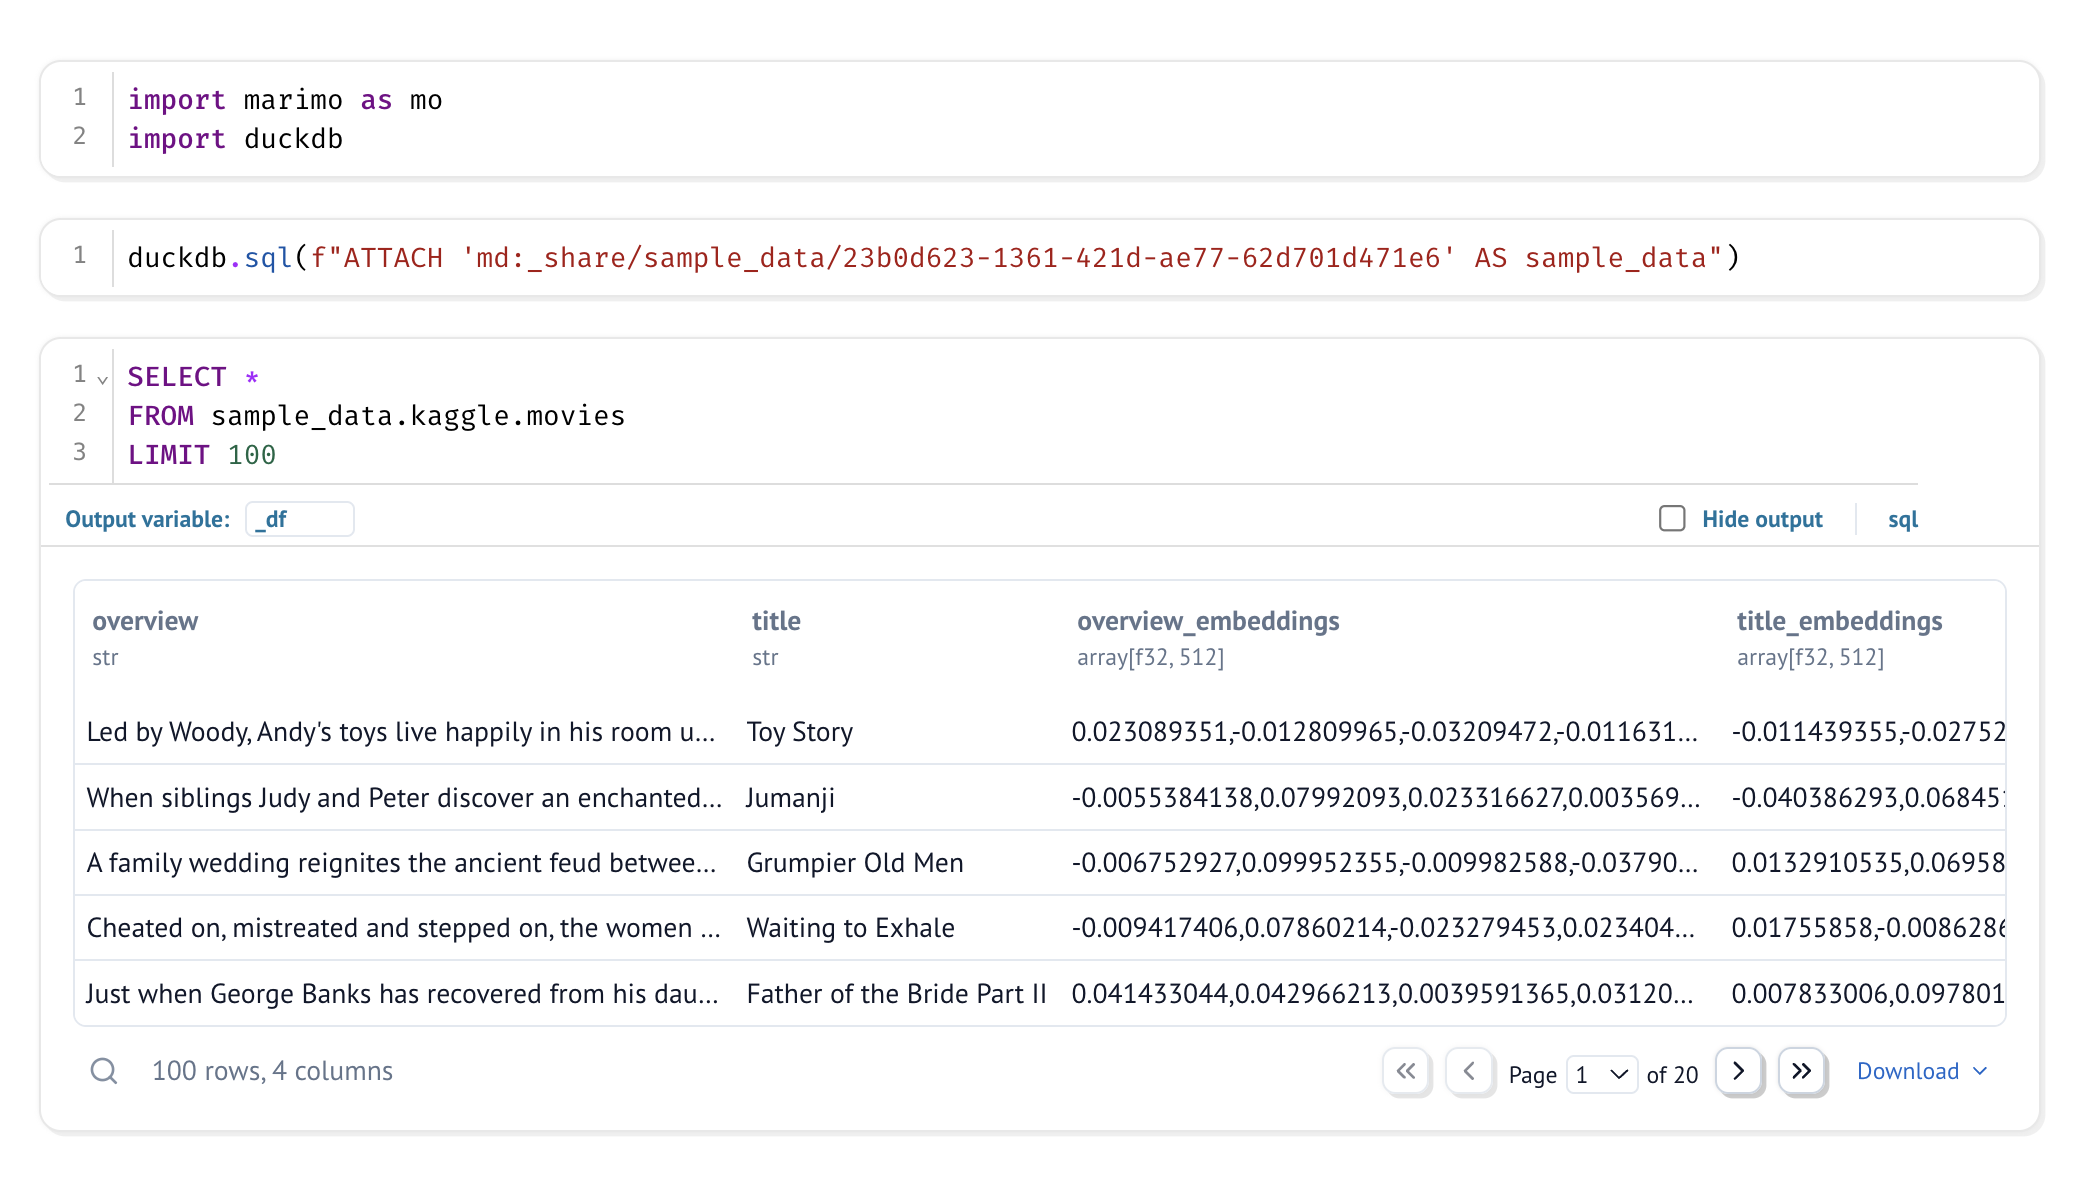 1 import marimo as mo
2 import duckdb
1 duckdb.sql(f"ATTACH 'md:_share/sample_data/23b0d623-1361-421d-ae77-62d701d471e6' AS sample_data")
1 SELECT *
2 FROM sample_data.kaggle.movies
3 LIMIT 100
Output variable: _df Hide output sql
overview title overview_embeddings title_embeddings
str str array[f32, 512] array[f32, 512]
Led by Woody, Andy's toys live happily in his room u... Toy Story 0.023089351,-0.012809965,-0.03209472,-0.011631... -0.011439355,-0.02752
When siblings Judy and Peter discover an enchanted... Jumanji -0.0055384138,0.07992093,0.023316627,0.003569... -0.040386293,0.06845
A family wedding reignites the ancient feud betwee... Grumpier Old Men -0.006752927,0.099952355,-0.009982588,-0.03790... 0.0132910535,0.06958
Cheated on, mistreated and stepped on, the women ... Waiting to Exhale -0.009417406,0.07860214,-0.023279453,0.023404... 0.01755858,-0.0086286
Just when George Banks has recovered from his dau... Father of the Bride Part II 0.041433044,0.042966213,0.0039591365,0.03120... 0.007833006,0.097801
100 rows, 4 columns Page 1 of 20 Download